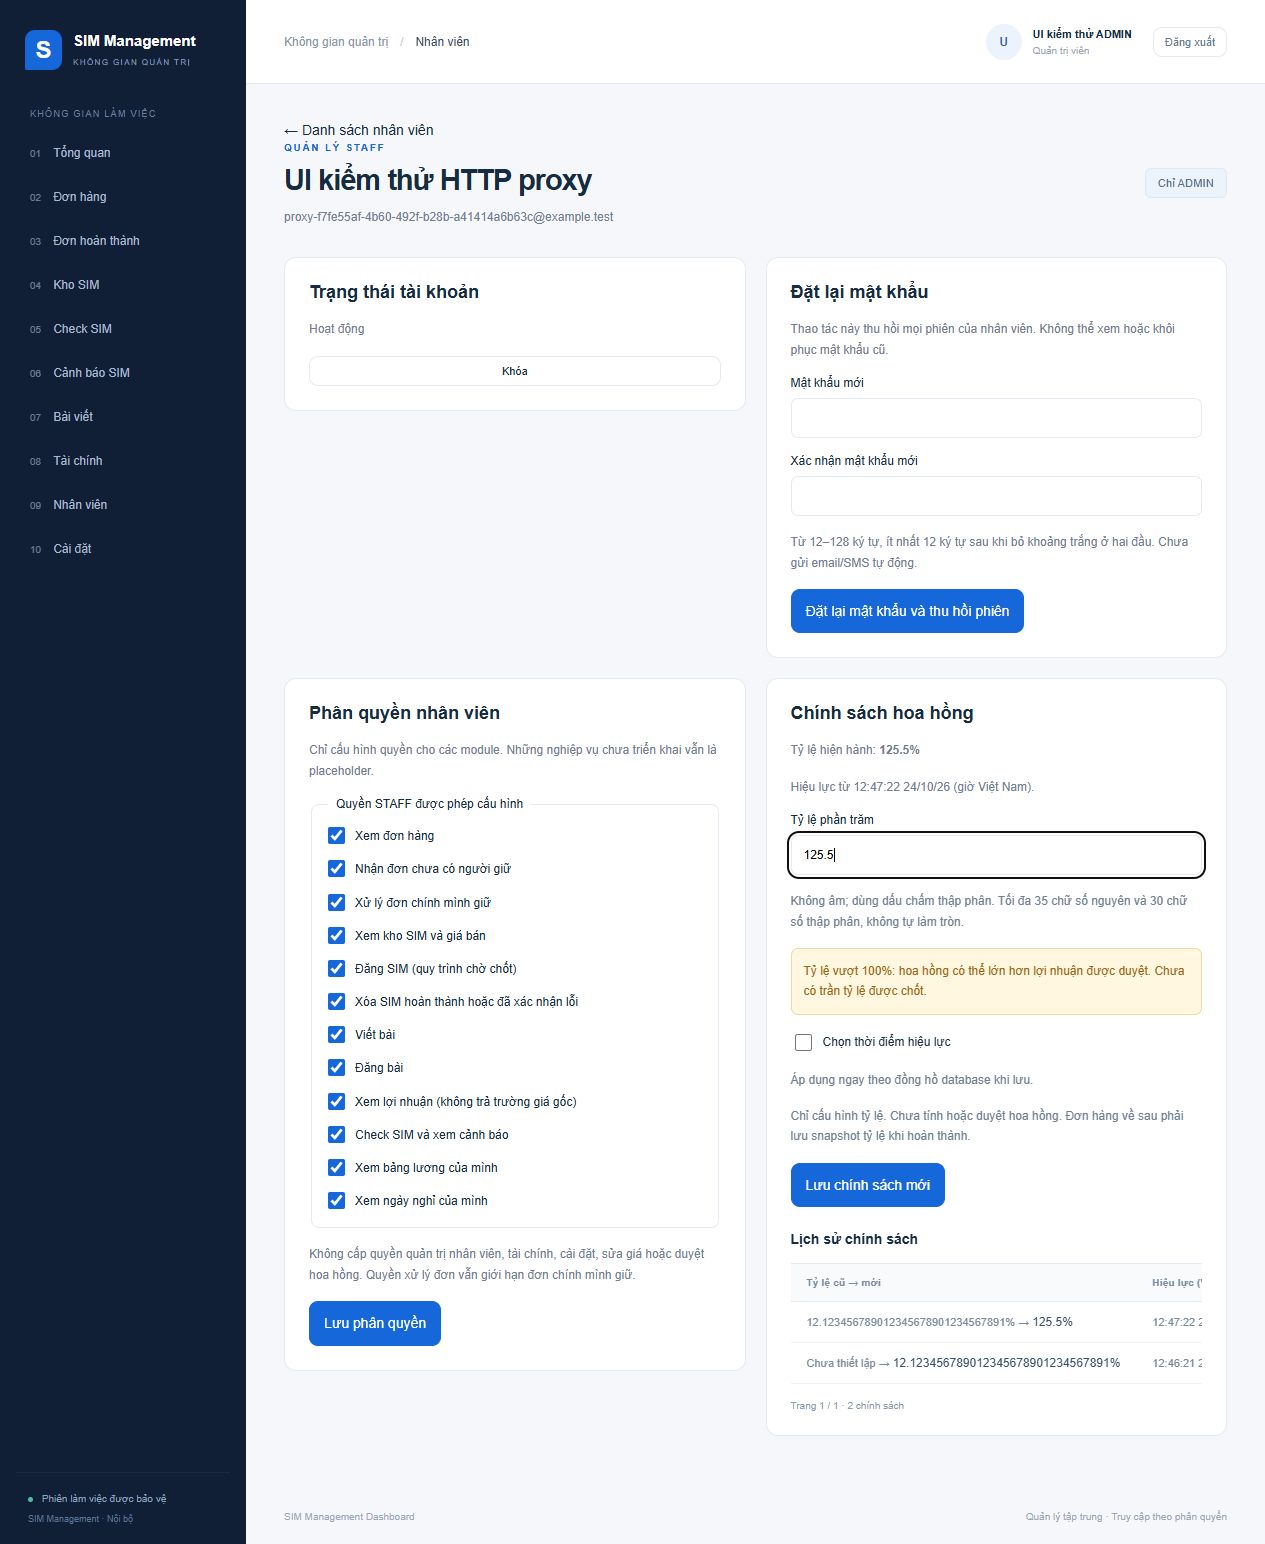 S
SIM Management
KHÔNG GIAN QUẢN TRỊ
KHÔNG GIAN LÀM VIỆC
01 Tổng quan
02 Đơn hàng
03 Đơn hoàn thành
04 Kho SIM
05 Check SIM
06 Cảnh báo SIM
07 Bài viết
08 Tài chính
09 Nhân viên
10 Cài đặt
Phiên làm việc được bảo vệ
SIM Management · Nội bộ
Không gian quản trị / Nhân viên
U
UI kiểm thử ADMIN
Quản trị viên
Đăng xuất
← Danh sách nhân viên
QUẢN LÝ STAFF
UI kiểm thử HTTP proxy
Chỉ ADMIN
proxy-f7fe55af-4b60-492f-b28b-a41414a6b63c@example.test
Trạng thái tài khoản
Hoạt động
Khóa
Đặt lại mật khẩu
Thao tác này thu hồi mọi phiên của nhân viên. Không thể xem hoặc khôi
phục mật khẩu cũ.
Mật khẩu mới
Xác nhận mật khẩu mới
Từ 12–128 ký tự, ít nhất 12 ký tự sau khi bỏ khoảng trắng ở hai đầu. Chưa
gửi email/SMS tự động.
Đặt lại mật khẩu và thu hồi phiên
Phân quyền nhân viên
Chỉ cấu hình quyền cho các module. Những nghiệp vụ chưa triển khai vẫn là
placeholder.
Quyền STAFF được phép cấu hình
Xem đơn hàng
Nhận đơn chưa có người giữ
Xử lý đơn chính mình giữ
Xem kho SIM và giá bán
Đăng SIM (quy trình chờ chốt)
Xóa SIM hoàn thành hoặc đã xác nhận lỗi
Viết bài
Đăng bài
Xem lợi nhuận (không trả trường giá gốc)
Check SIM và xem cảnh báo
Xem bảng lương của mình
Xem ngày nghỉ của mình
Không cấp quyền quản trị nhân viên, tài chính, cài đặt, sửa giá hoặc duyệt
hoa hồng. Quyền xử lý đơn vẫn giới hạn đơn chính mình giữ.
Lưu phân quyền
Chính sách hoa hồng
Tỷ lệ hiện hành: 125.5%
Hiệu lực từ 12:47:22 24/10/26 (giờ Việt Nam).
Tỷ lệ phần trăm
125.5
Không âm; dùng dấu chấm thập phân. Tối đa 35 chữ số nguyên và 30 chữ
số thập phân, không tự làm tròn.
Tỷ lệ vượt 100%: hoa hồng có thể lớn hơn lợi nhuận được duyệt. Chưa
có trần tỷ lệ được chốt.
Chọn thời điểm hiệu lực
Áp dụng ngay theo đồng hồ database khi lưu.
Chỉ cấu hình tỷ lệ. Chưa tính hoặc duyệt hoa hồng. Đơn hàng về sau phải
lưu snapshot tỷ lệ khi hoàn thành.
Lưu chính sách mới
Lịch sử chính sách
Tỷ lệ cũ → mới Hiệu lực (
12.123456789012345678901234567891% → 125.5% 12:47:22
Chưa thiết lập → 12.123456789012345678901234567891% 12:46:21
Trang 1 / 1 · 2 chính sách
SIM Management Dashboard
Quản lý tập trung · Truy cập theo phân quyền